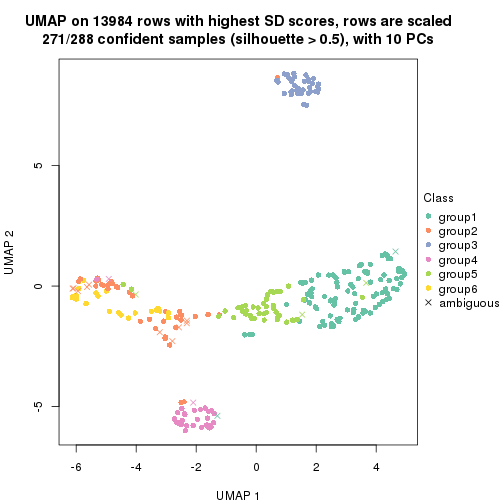 UMAP on 13984 rows with highest SD scores, rows are scaled
271/288 confident samples (silhouette > 0.5), with 10 PCs
5
0
-5
UMAP 2
-6
-4
-2
0
2
4
UMAP 1
Class
group1
group2
group3
group4
group5
group6
ambiguous